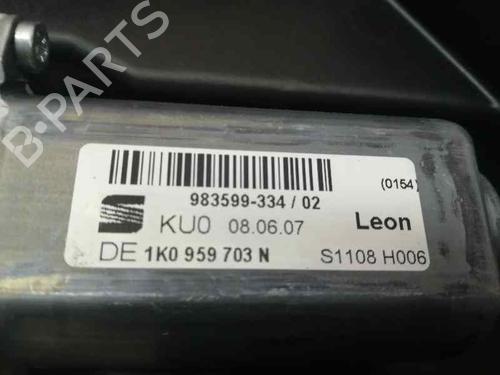 B-PARTS
983599-334 / 02
(0154)
KU0 08.06.07 Leon
DE 1K0 959 703 N S1108 H006